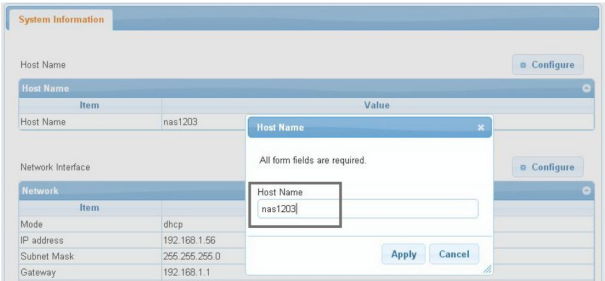 System Information
Host Name
Configure
Host Name
Item Value
Host Name nas1203
Host Name
All form fields are required.
Host Name
nas1203
Apply Cancel
Network Interface
Configure
Network
Item
Mode dhcp
IP address 192.168.1.56
Subnet Mask 255.255.255.0
Gateway 192.168.1.1